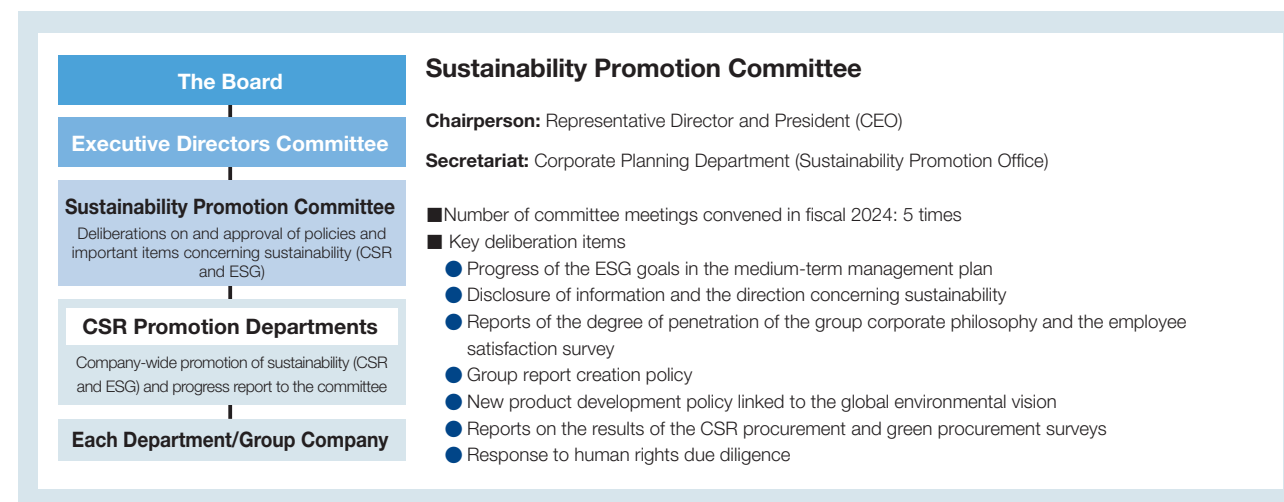 The Board
Executive Directors Committee
Sustainability Promotion Committee
Deliberations on and approval of policies and
important items concerning sustainability (CSR
and ESG)
CSR Promotion Departments
Company-wide promotion of sustainability (CSR
and ESG) and progress report to the committee
Each Department/Group Company
Sustainability Promotion Committee
Chairperson: Representative Director and President (CEO)
Secretariat: Corporate Planning Department (Sustainability Promotion Office)
■Number of committee meetings convened in fiscal 2024: 5 times
■ Key deliberation items
● Progress of the ESG goals in the medium-term management plan
● Disclosure of information and the direction concerning sustainability
● Reports of the degree of penetration of the group corporate philosophy and the employee
satisfaction survey
● Group report creation policy
● New product development policy linked to the global environmental vision
● Reports on the results of the CSR procurement and green procurement surveys
● Response to human rights due diligence